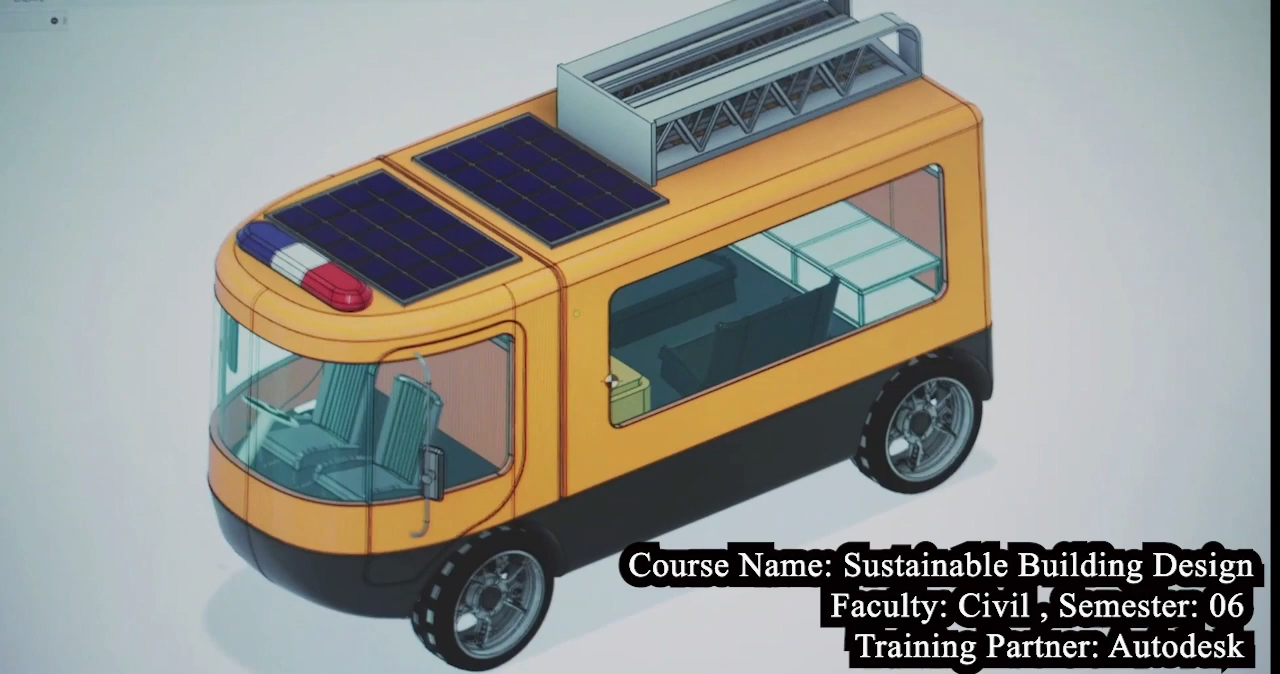 Course Name: Sustainable Building Design
Faculty: Civil , Semester: 06
Training Partner: Autodesk